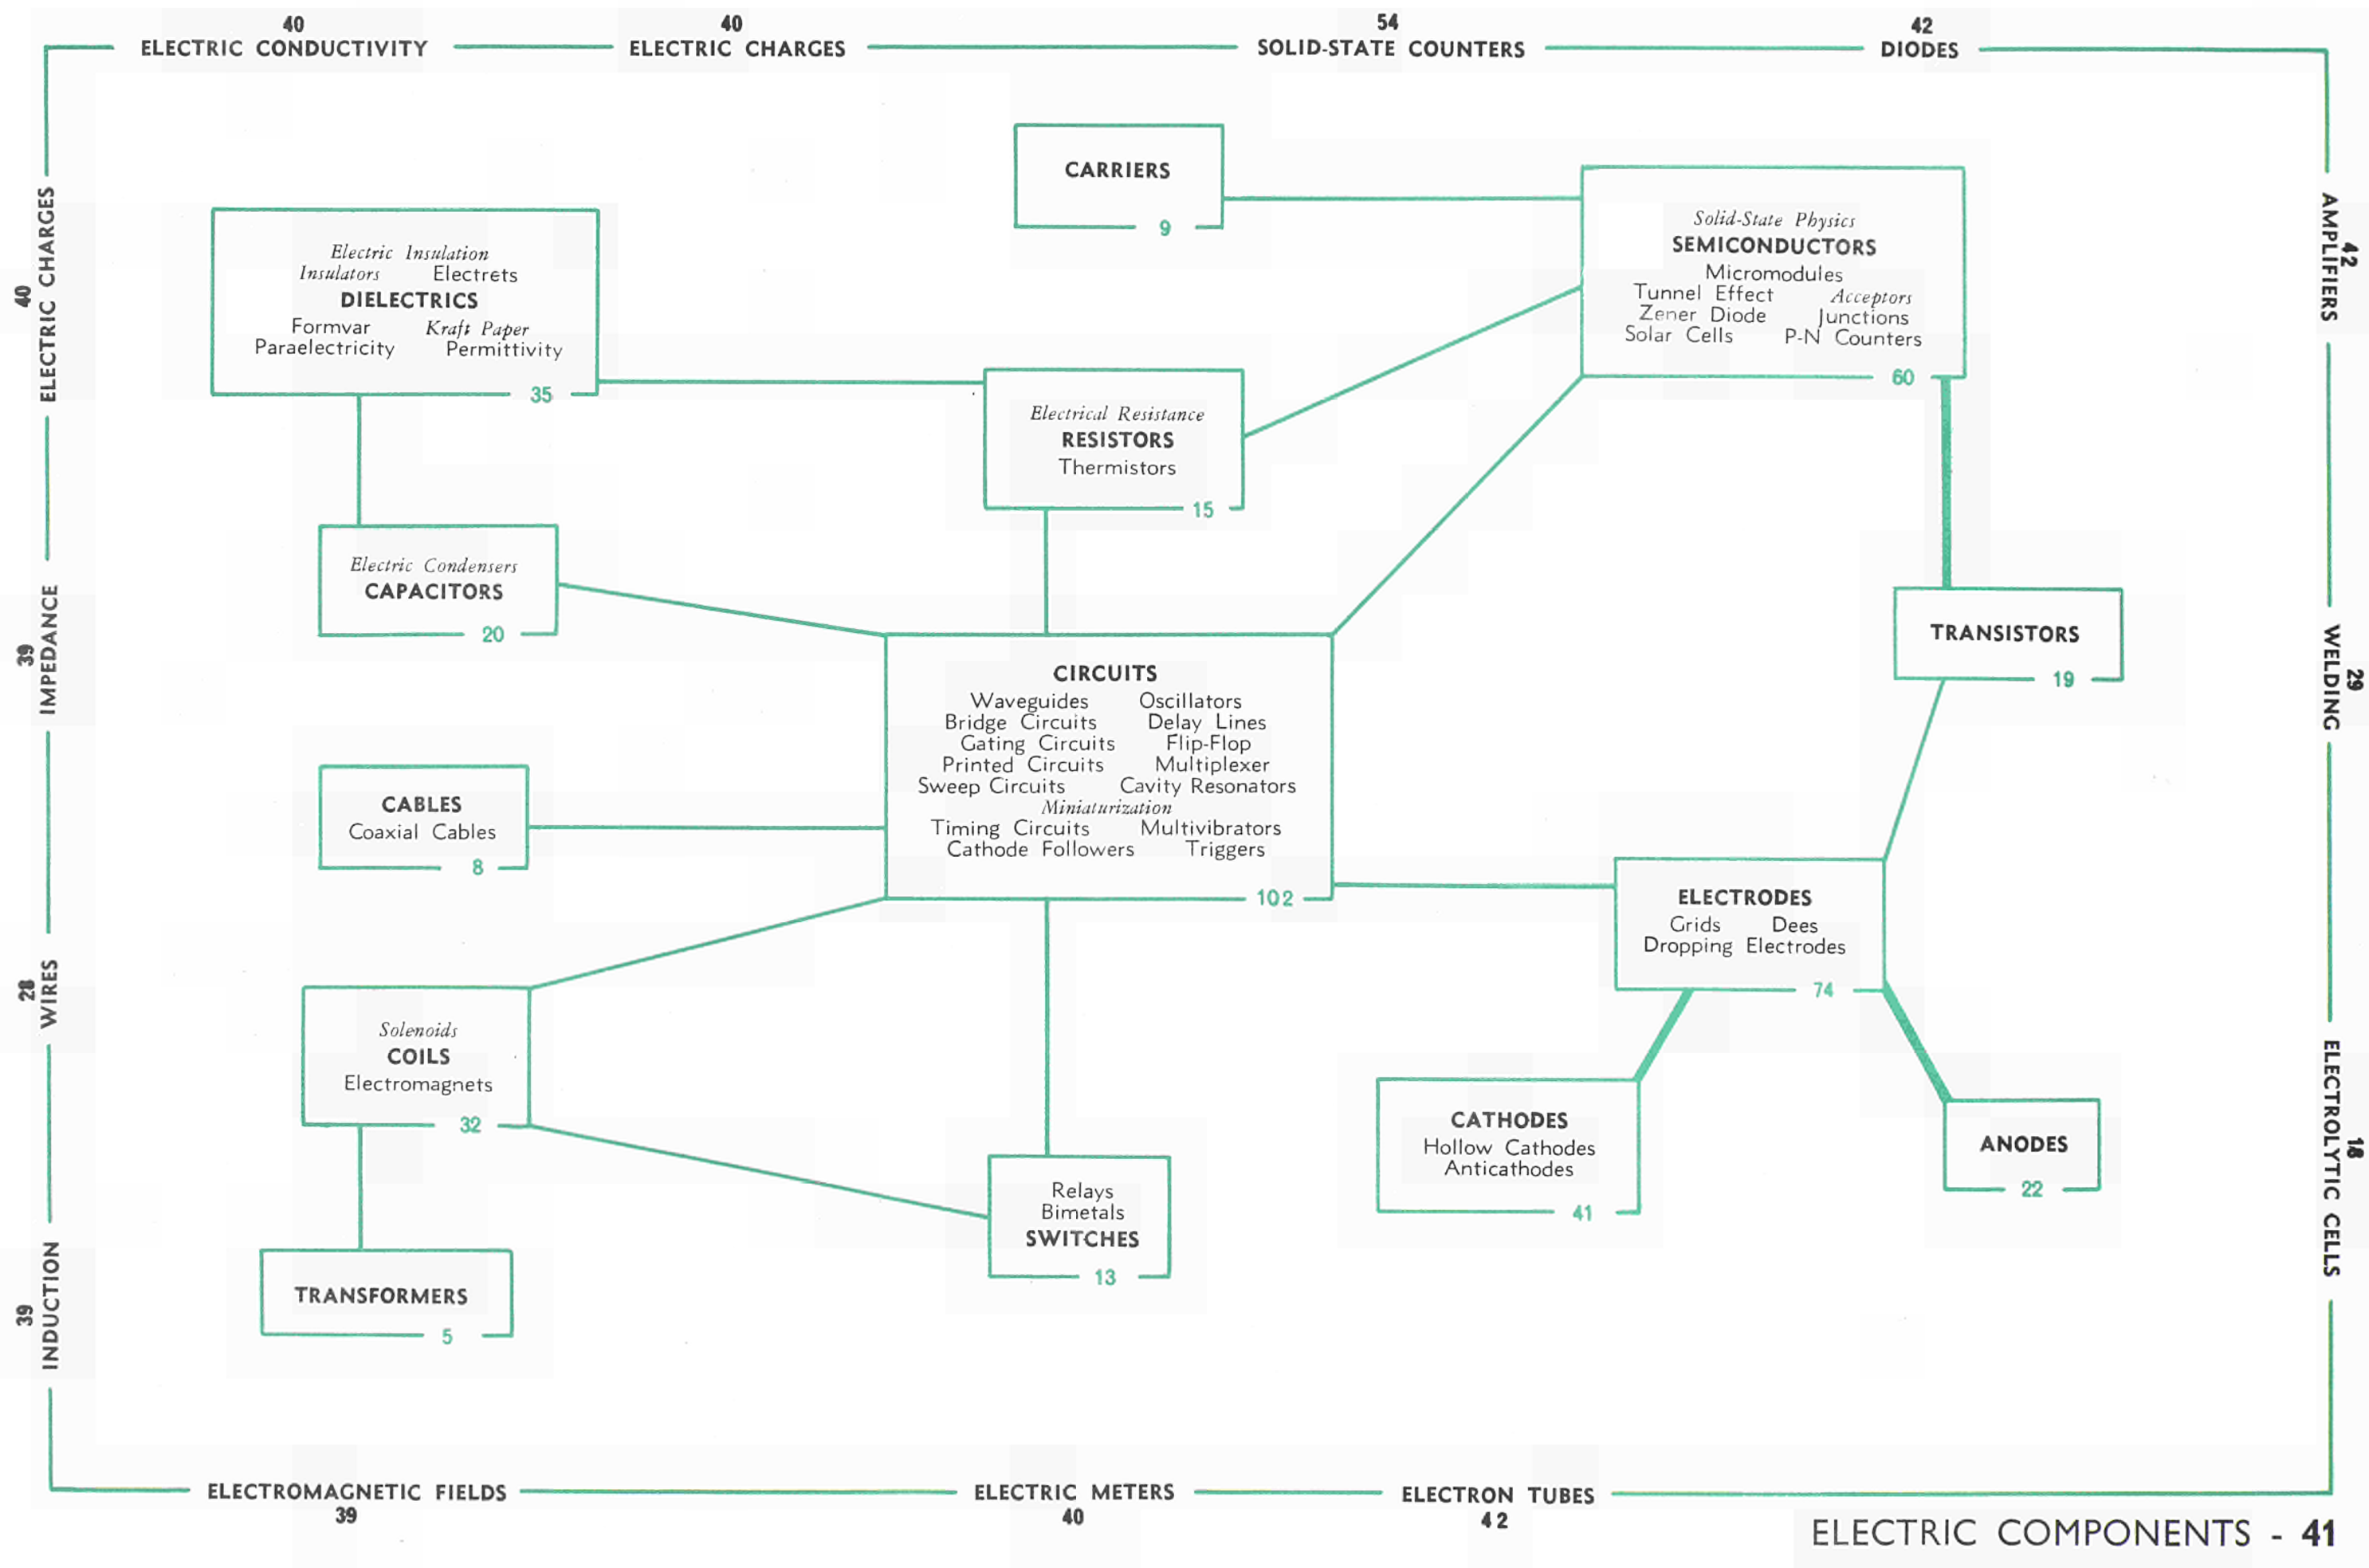 40
ELECTRIC CONDUCTIVITY
40
ELECTRIC CHARGES
54
SOLID-STATE COUNTERS
42
DIODES
40
ELECTRIC CHARGES
39
IMPEDANCE
28
WIRES
39
INDUCTION
CARRIERS
9
Solid-State Physics
SEMICONDUCTORS
Micromodules
Tunnel Effect Acceptors
Zener Diode Junctions
Solar Cells P-N Counters
60
Electric Insulation
Insulators Electrets
DIELECTRICS
Formvar Kraft Paper
Paraelectricity Permittivity
35
Electrical Resistance
RESISTORS
Thermistors
15
Electric Condensers
CAPACITORS
20
TRANSISTORS
19
CIRCUITS
Waveguides Oscillators
Bridge Circuits Delay Lines
Gating Circuits Flip-Flop
Printed Circuits Multiplexer
Sweep Circuits Cavity Resonators
Miniaturization
Timing Circuits Multivibrators
Cathode Followers Triggers
102
CABLES
Coaxial Cables
8
ELECTRODES
Grids Dees
Dropping Electrodes
74
Solenoids
COILS
Electromagnets
32
CATHODES
Hollow Cathodes
Anticathodes
41
ANODES
22
Relays
Bimetals
SWITCHES
13
TRANSFORMERS
5
42
AMPLIFIERS
29
WELDING
18
ELECTROLYTIC CELLS
ELECTROMAGNETIC FIELDS
39
ELECTRIC METERS
40
ELECTRON TUBES
42
ELECTRIC COMPONENTS - 41